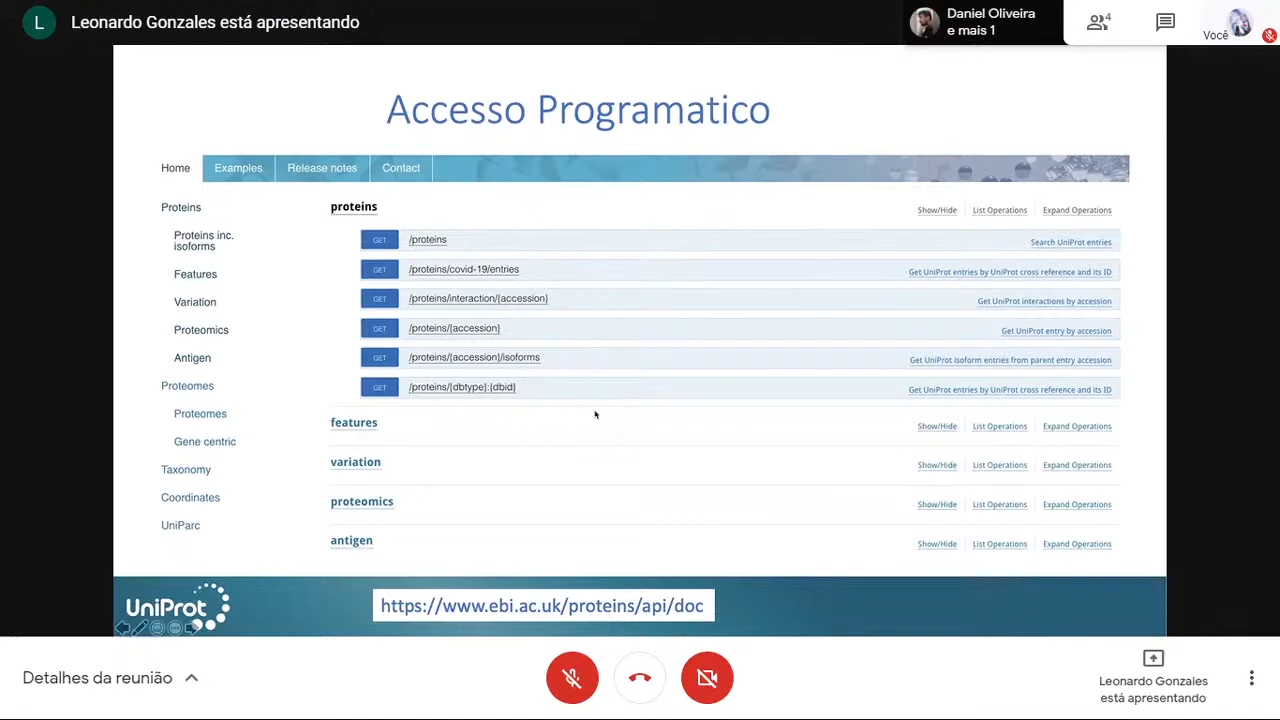 L
Leonardo Gonzales está apresentando
Daniel Oliveira
e mais 1
4
Você
Accesso Programatico
Home
Examples
Release notes
Contact
Proteins
Proteins inc.
isoforms
Features
Variation
Proteomics
Antigen
Proteomes
Proteomes
Gene centric
Taxonomy
Coordinates
UniParc
proteins
Show/Hide
List Operations
Expand Operations
GET /proteins Search UniProt entries
GET /proteins/covid-19/entries Get UniProt entries by UniProt cross reference and its ID
GET /proteins/interaction/{accession} Get UniProt interactions by accession
GET /proteins/{accession} Get UniProt entry by accession
GET /proteins/{accession}/isoforms Get UniProt isoform entries from parent entry accession
GET /proteins/{dbtype}:{dbid} Get UniProt entries by UniProt cross reference and its ID
features Show/Hide List Operations Expand Operations
variation Show/Hide List Operations Expand Operations
proteomics Show/Hide List Operations Expand Operations
antigen Show/Hide List Operations Expand Operations
UniProt
https://www.ebi.ac.uk/proteins/api/doc
Detalhes da reunião
Leonardo Gonzales
está apresentando